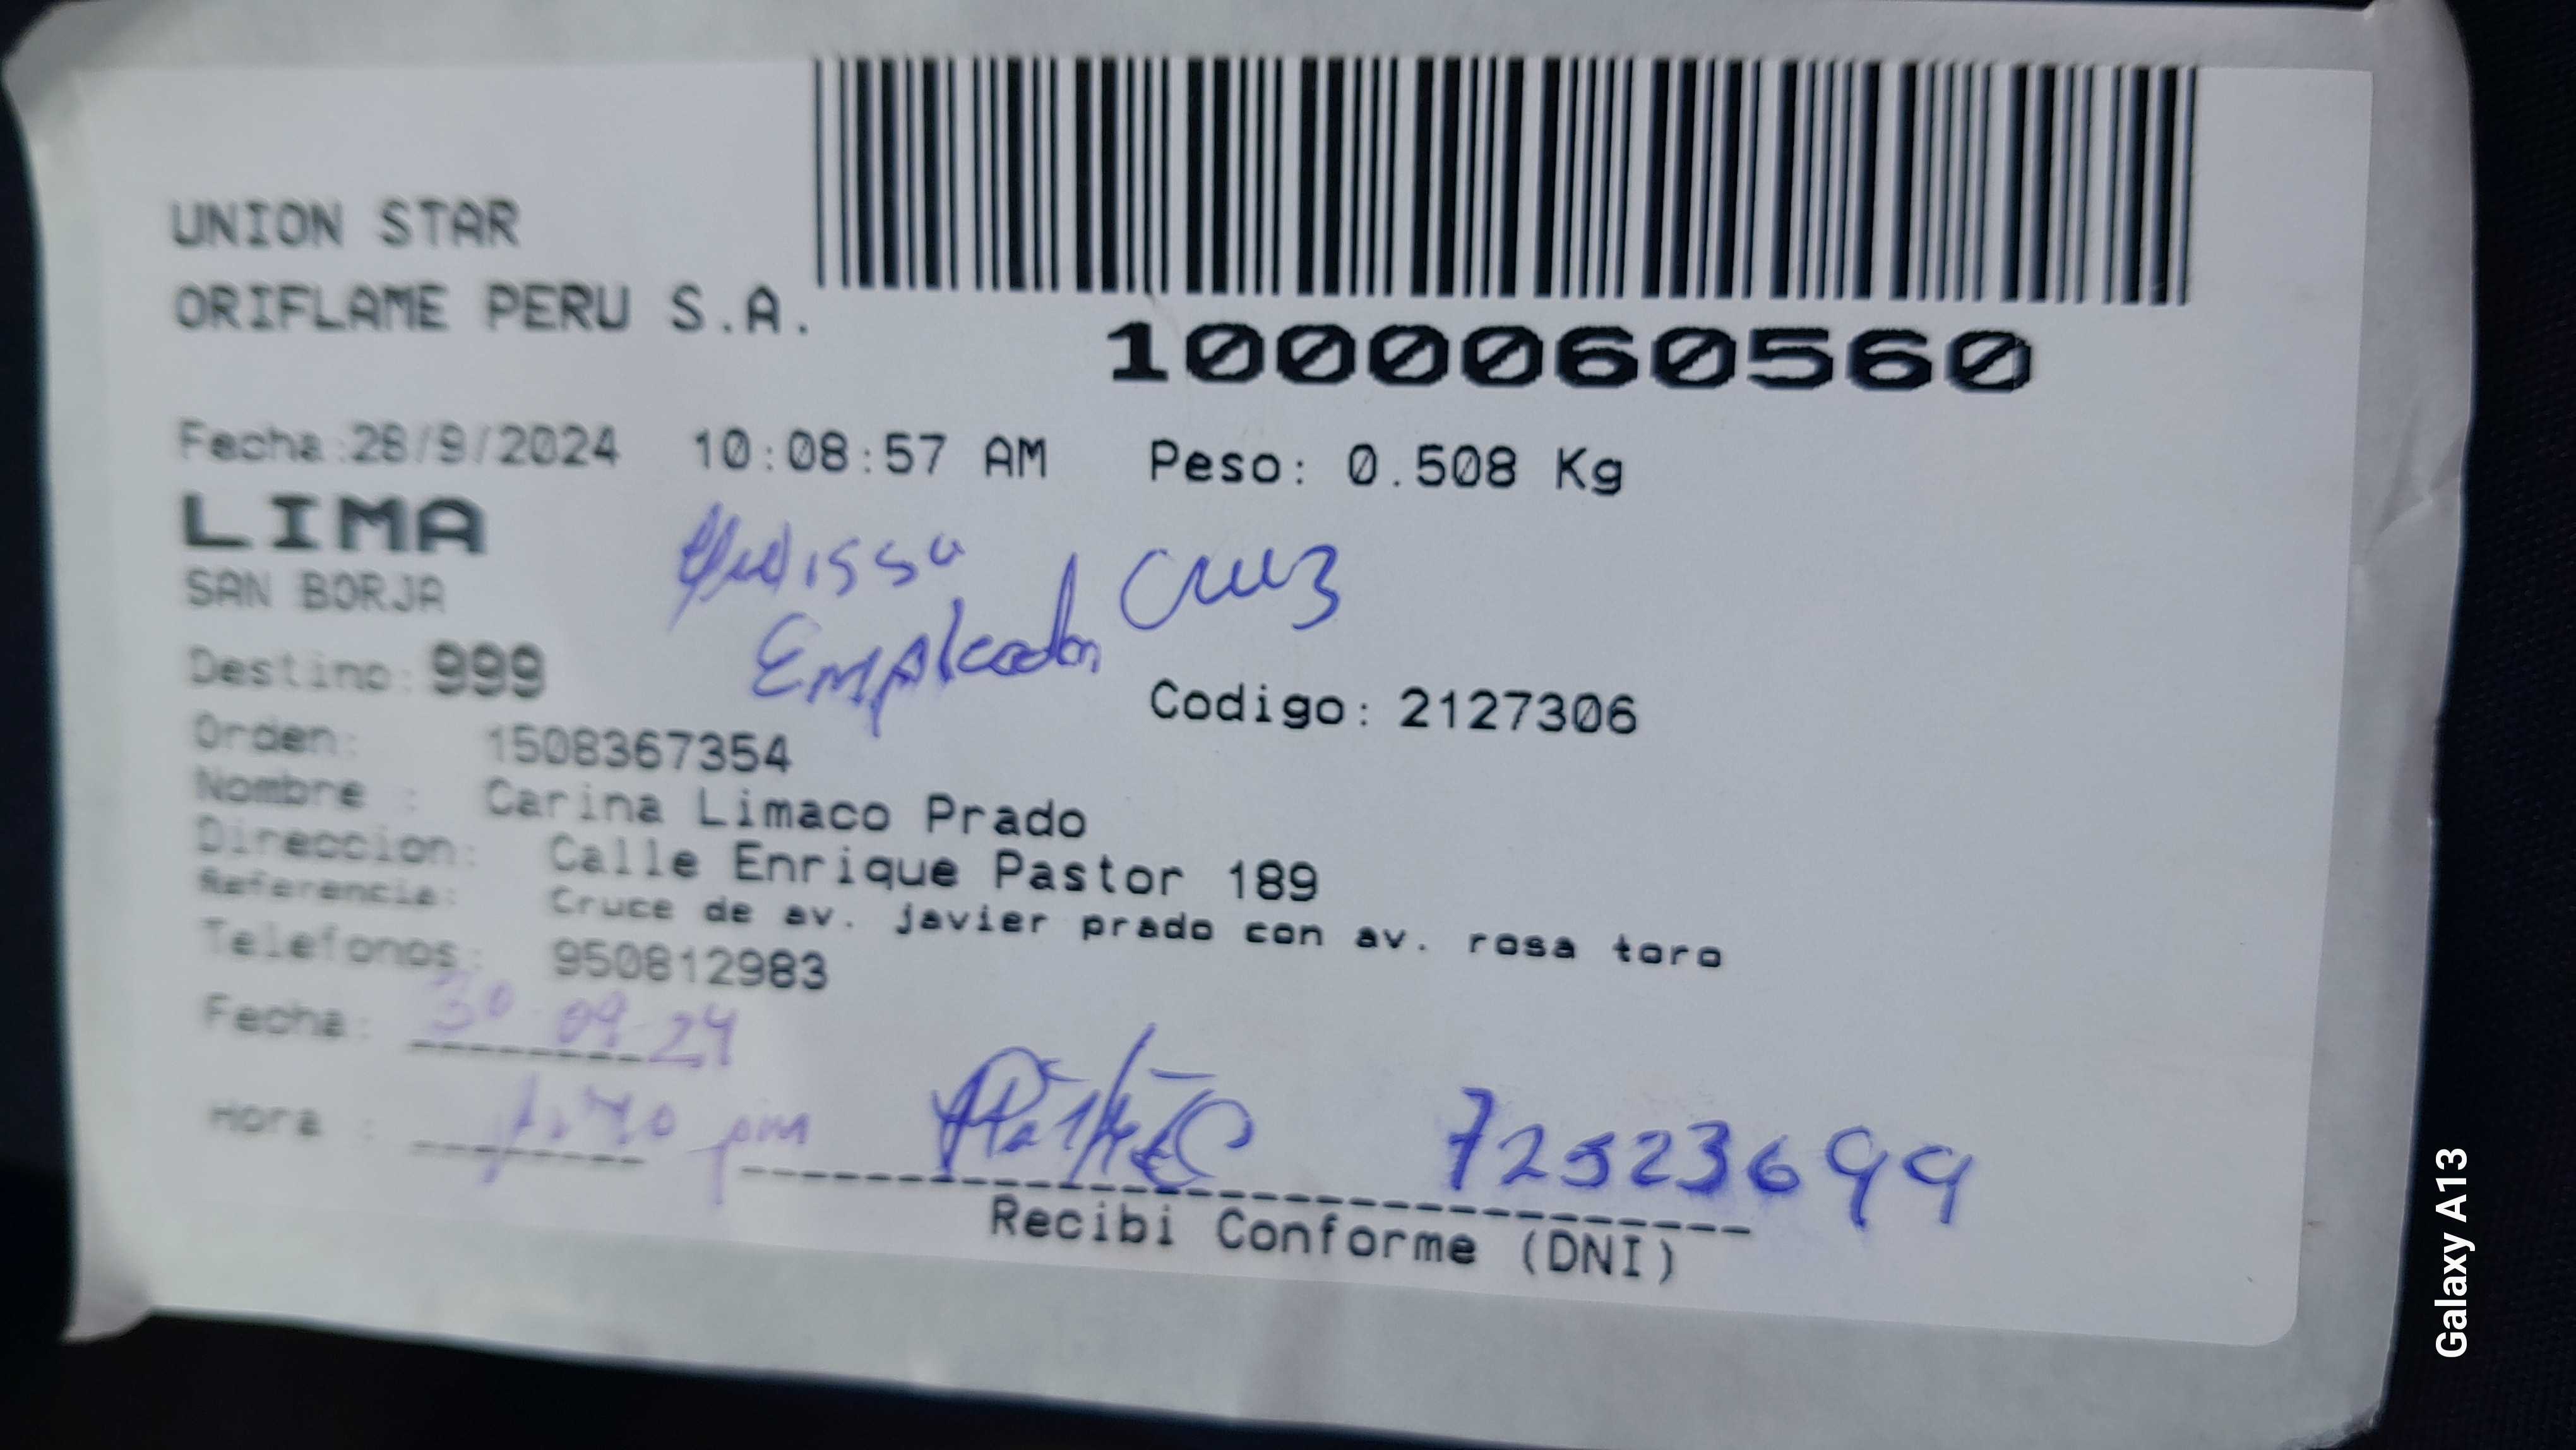 UNION STAR
ORIFLAME PERU S.A.
1000060560
Fecha:28/9/2024 10:08:57 AM Peso: 0.508 Kg
LIMA
SAN BORJA
Cruz
Destino: 999
Codigo: 2127306
Orden: 1508367354
Nombre : Carina Limaco Prado
Direccion: Calle Enrique Pastor 189
Referencia: Cruce de av. javier prado con av. rosa toro
Telefonos: 950812983
Fecha: 30 09 24
Hora : pm 72523699
Recibi Conforme (DNI)
Galaxy A13